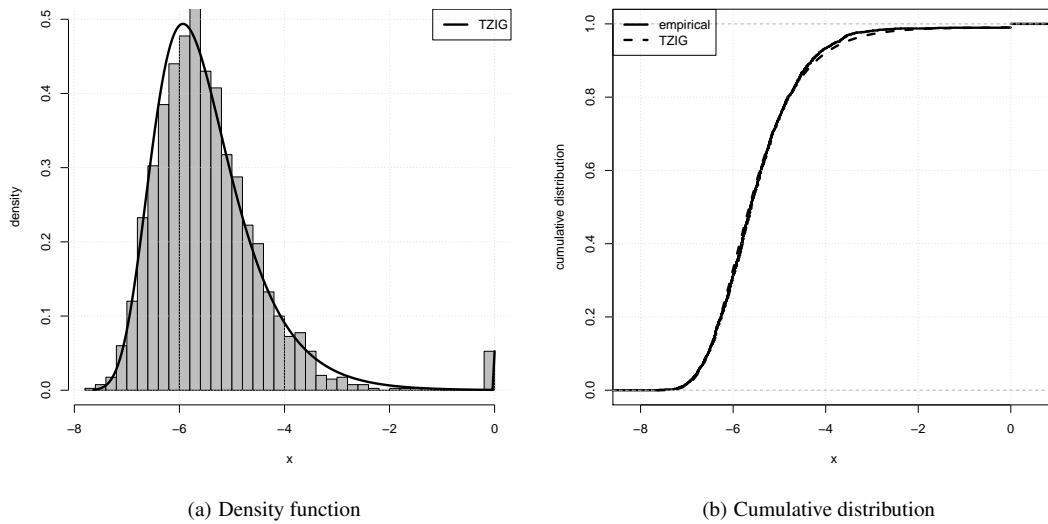 TZIG
density
0.0 0.1 0.2 0.3 0.4 0.5
−8 −6 −4 −2 0
x
(a) Density function
empirical
TZIG
cumulative distribution
0.0 0.2 0.4 0.6 0.8 1.0
−8 −6 −4 −2 0
x
(b) Cumulative distribution